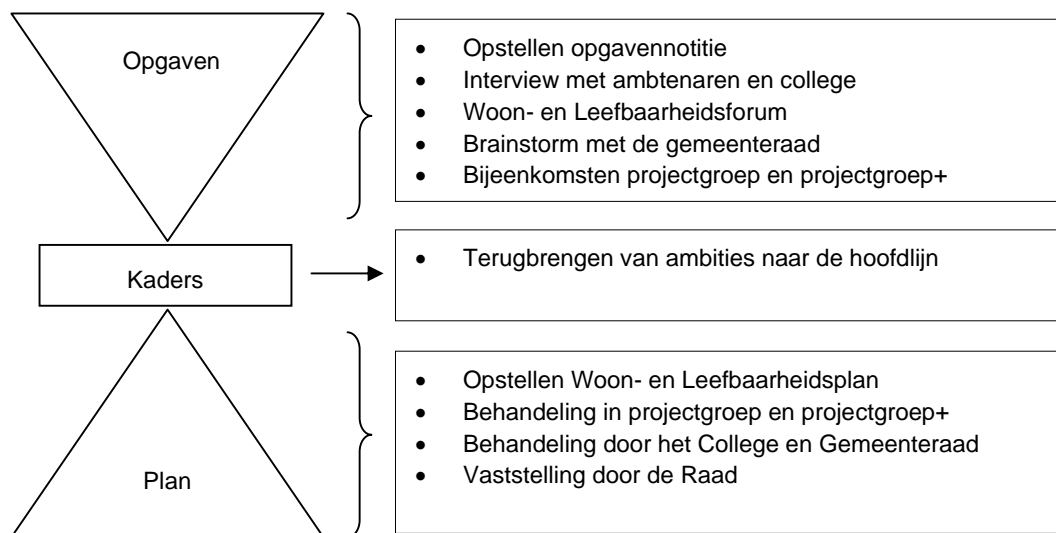 Opgaven
• Opstellen opgavennotitie
• Interview met ambtenaren en college
• Woon- en Leefbaarheidsforum
• Brainstorm met de gemeenteraad
• Bijeenkomsten projectgroep en projectgroep+
Kaders
• Terugbrengen van ambities naar de hoofdlijn
Plan
• Opstellen Woon- en Leefbaarheidsplan
• Behandeling in projectgroep en projectgroep+
• Behandeling door het College en Gemeenteraad
• Vaststelling door de Raad